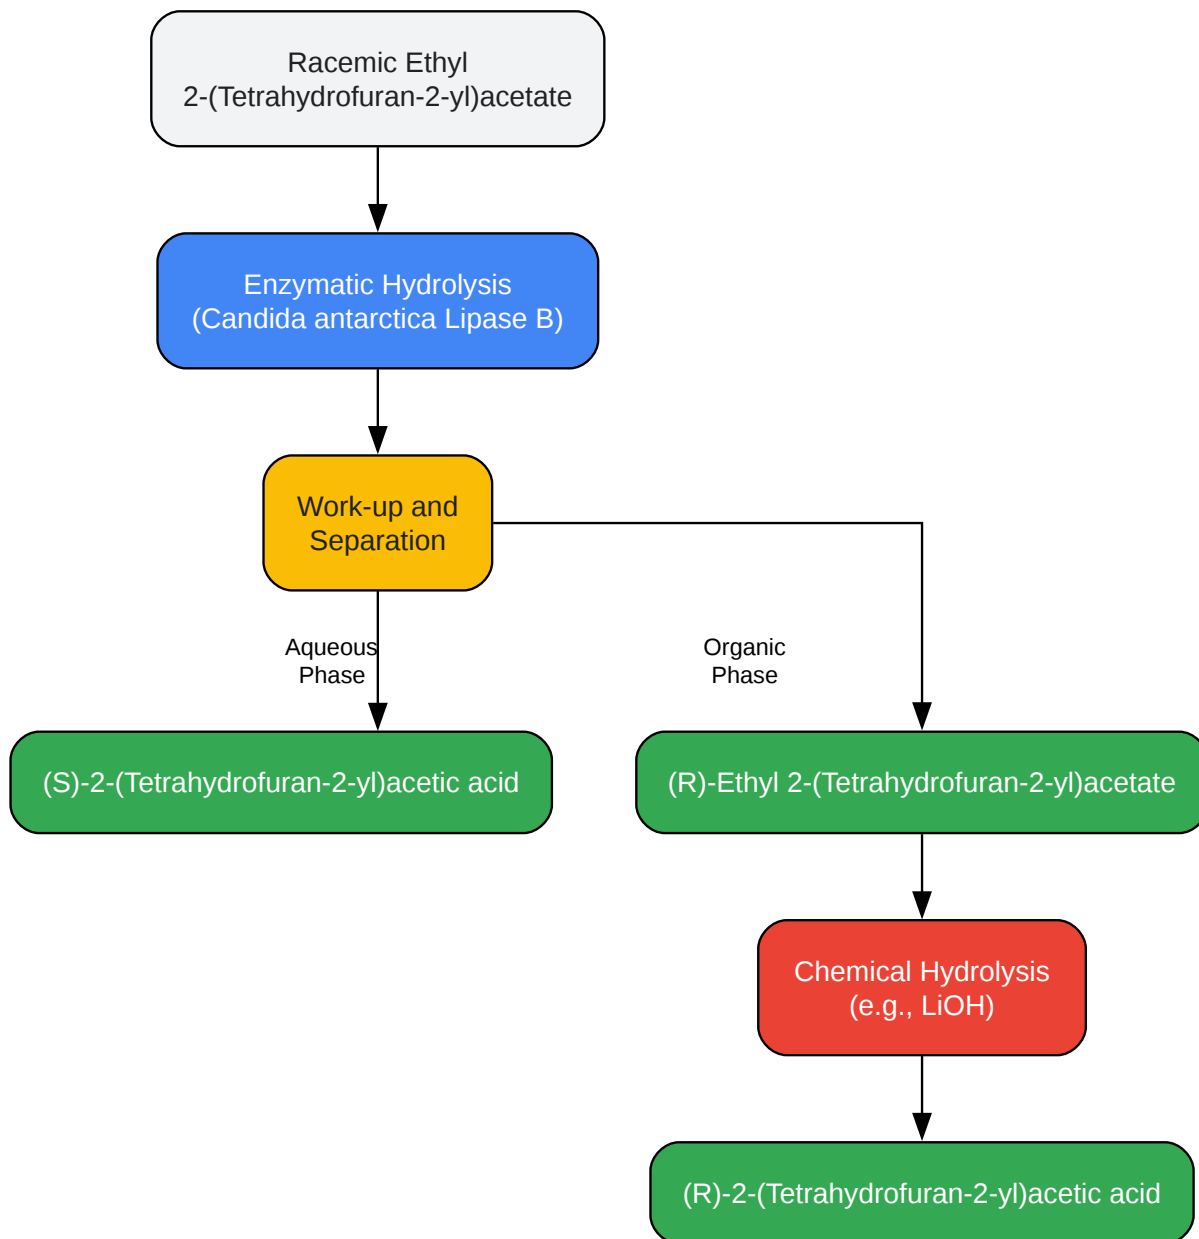 Racemic Ethyl
2-(Tetrahydrofuran-2-yl)acetate
Enzymatic Hydrolysis
(Candida antarctica Lipase B)
Work-up and
Separation
Aqueous
Phase
Organic
Phase
(S)-2-(Tetrahydrofuran-2-yl)acetic acid
(R)-Ethyl 2-(Tetrahydrofuran-2-yl)acetate
Chemical Hydrolysis
(e.g., LiOH)
(R)-2-(Tetrahydrofuran-2-yl)acetic acid